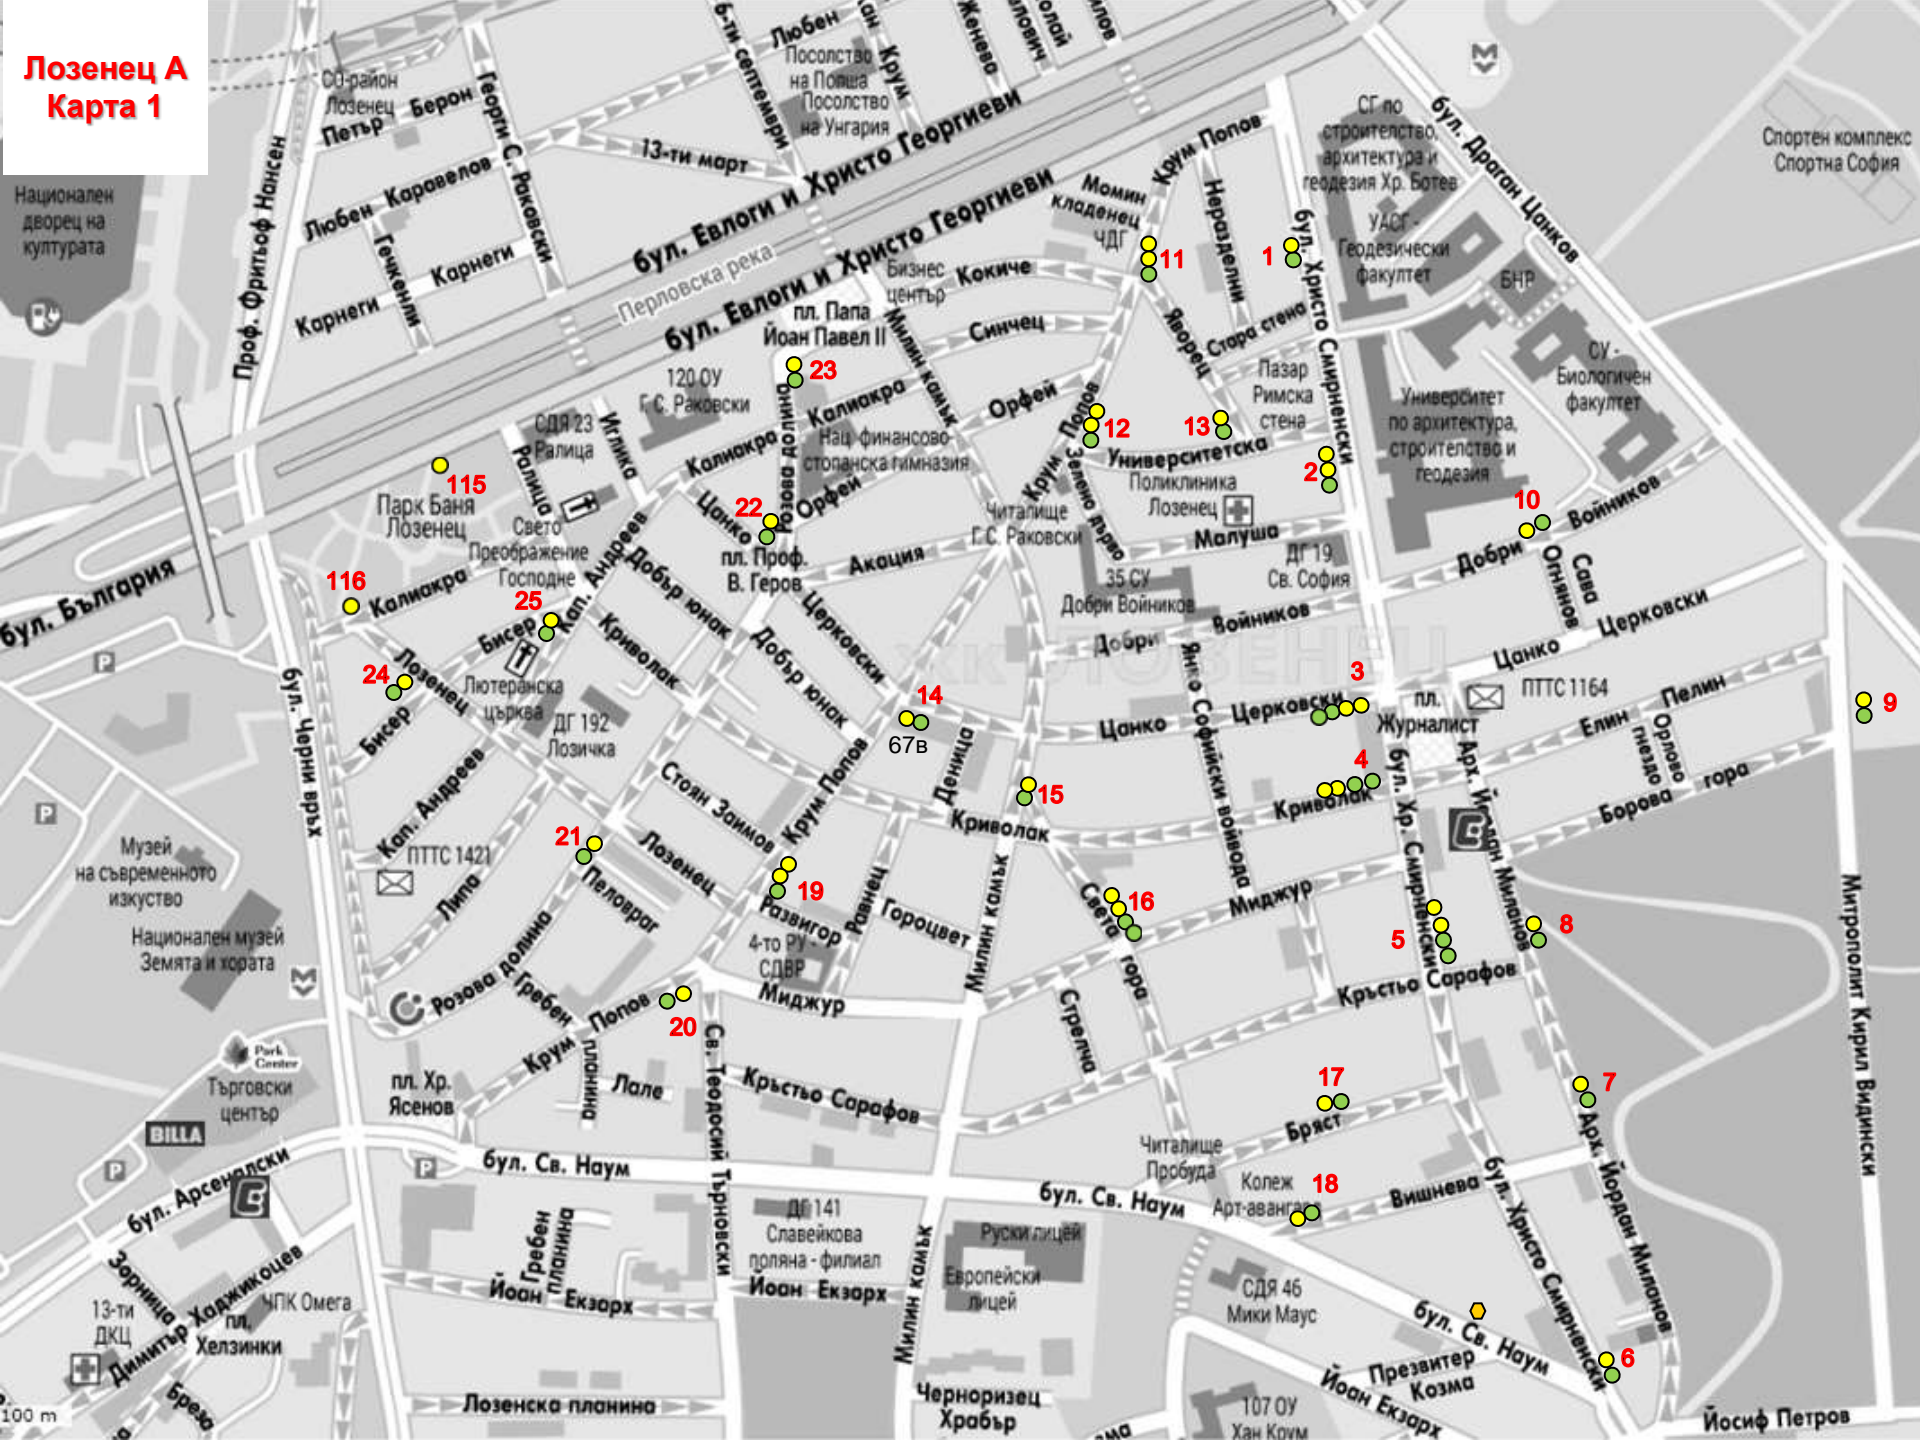 Лозенец А
Карта 1
СО-район
Лозенец
Петър Берон
Георги С. Раковски
6-ти септември
Любен
Посолство
на Полша
Посолство
на Унгария
Хан Крум
Женева
13-ти март
Любен Каравелов
Национален
дворец на
културата
Проф. Фритьоф Нансен
Гечкенли
Карнеги
Карнеги
бул. Евлоги и Христо Георгиеви
Перловска река
бул. Евлоги и Христо Георгиеви
Крум Попов
Момин
кладенец
ЧДГ
Неразделни
СГ по
строителство,
архитектура и
геодезия Хр. Ботев
УАСГ -
Геодезически
факултет
бул. Драган Цанков
Спортен комплекс
Спортна София
БНР
СУ -
Биологичен
факултет
бул. Христо Смирненски
1
11
Бизнес
център
Кокиче
Синчец
Яворец
Стара стена
пл. Папа
Йоан Павел II
Милин камък
23
120 ОУ
Г. С. Раковски
Розова долина
Калиакра
Калиакра
Орфей
Пазар
Римска
стена
Университет
по архитектура,
строителство и
геодезия
СДЯ 23
Ралица
Иглика
Ралица
Нац. финансово-
стопанска гимназия
Орфей
Крум Попов
12
13
Университетска
Поликлиника
Лозенец
2
10
Добри Войников
115
Парк Баня
Лозенец
Свето
Преображение
Господне
Цанко
22
пл. Проф.
В. Геров
Акация
Читалище
Г. С. Раковски
Зелено дърво
Малуша
ДГ 19
Св. София
35 СУ
Добри Войников
Сава
Огнянов
бул. България
116
Калиакра
25
Бисер
Кап. Андреев
Добър юнак
Криволак
Добър юнак
Церковски
Добри Войников
Янко Софийски войвода
Цанко Церковски
24
Лозенец
Бисер
Лютеранска
църква
ДГ 192
Лозичка
жк ЛОЗЕНЕЦ
14
67в
Деница
Цанко Церковски
3
пл.
Журналист
ПТТС 1164
Елин Пелин
Орлово
гнездо
9
бул. Черни връх
Кап. Андреев
Стоян Заимов
Крум Попов
15
Криволак
4
Криволак
бул. Хр. Смирненски
Арх. Йордан Миланов
Борова гора
Музей
на съвременното
изкуство
ПТТС 1421
Липа
21
Пеловраг
Лозенец
19
Развигор
Равнец
Гороцвет
Милин камък
Света гора
16
Миджур
5
8
Национален музей
Земята и хората
Розова долина
4-то РУ -
СДВР
Миджур
Кръстьо Сарафов
Митрополит Кирил Видински
Гребен планина
Крум Попов
20
Стрелча
Park
Center
Търговски
център
пл. Хр.
Ясенов
Лале
Св. Теодосий Търновски
Кръстьо Сарафов
17
Бряст
7
Арх. Йордан Миланов
BILLA
бул. Арсеналски
бул. Св. Наум
бул. Св. Наум
Читалище
Пробуда
Колеж
Арт-авангард
18
Вишнева
бул. Христо Смирненски
Гребен
планина
ДГ 141
Славейкова
поляна - филиал
Руски лицей
Европейски
лицей
Милин камък
Зорница
13-ти
ДКЦ
Димитър Хаджикоцев
ЧПК Омега
пл.
Хелзинки
Йоан Екзарх
Йоан Екзарх
СДЯ 46
Мики Маус
бул. Св. Наум
6
Презвитер
Козма
Йоан Екзарх
Бреза
Лозенска планина
Черноризец
Храбър
107 ОУ
Хан Крум
Йосиф Петров
100 m